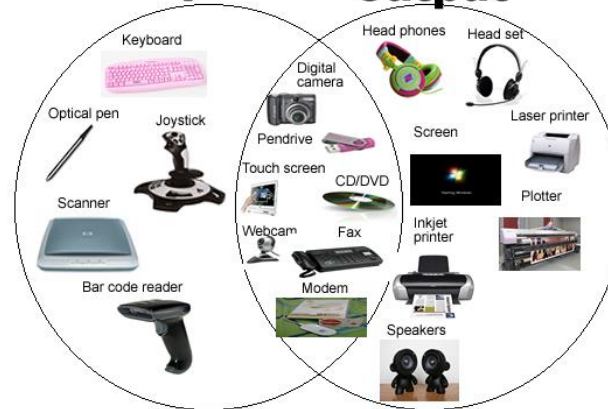 Keyboard
Optical pen
Joystick
Scanner
Bar code reader
Digital
camera
Pendrive
Touch screen
CD/DVD
Webcam
Fax
Modem
Head phones
Head set
Laser printer
Screen
Plotter
Inkjet
printer
Speakers